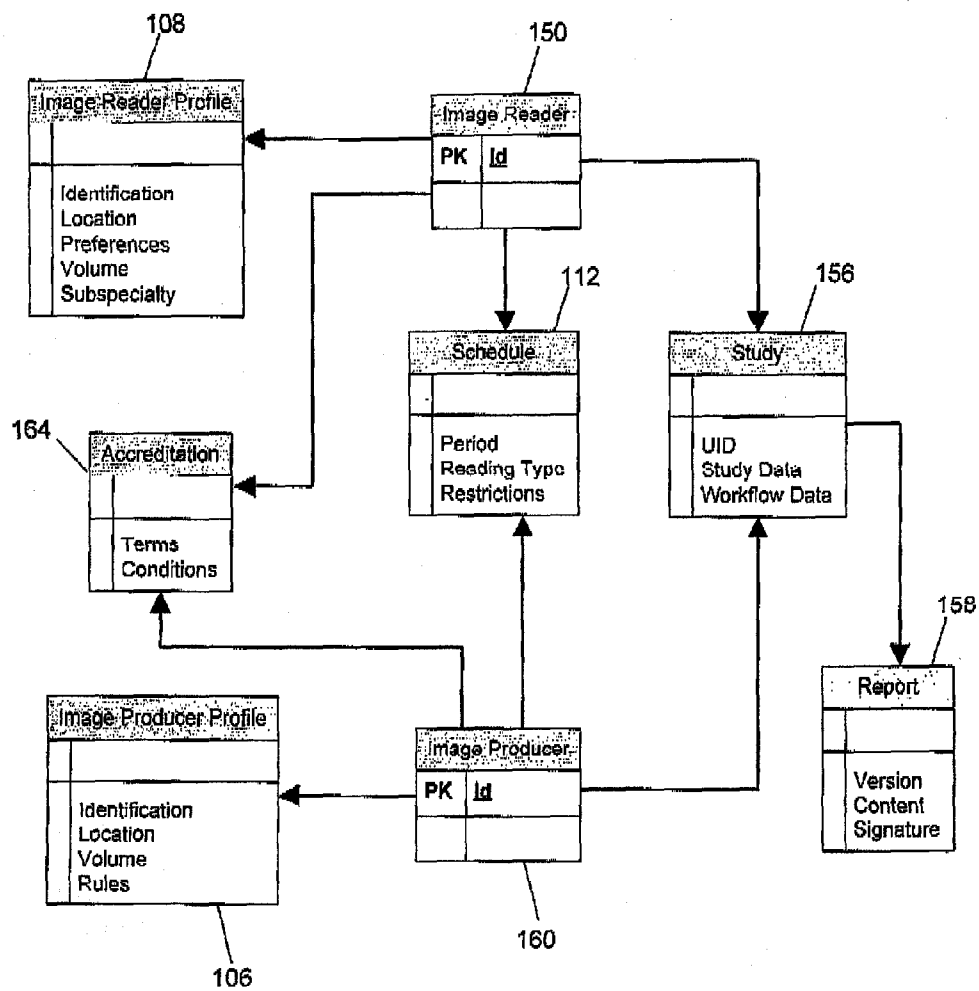 108
Image Reader Profile
Identification
Location
Preferences
Volume
Subspecialty
150
Image Reader
PK Id
112
Schedule
Period
Reading Type
Restrictions
156
Study
UID
Study Data
Workflow Data
164
Accreditation
Terms
Conditions
158
Report
Version
Content
Signature
Image Producer Profile
Identification
Location
Volume
Rules
106
Image Producer
PK Id
160